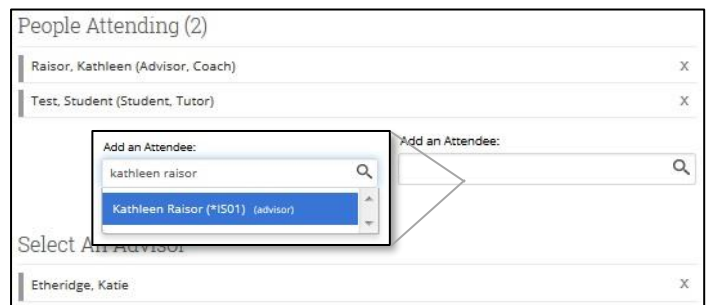 People Attending (2)
Raisor, Kathleen (Advisor, Coach) X
Test, Student (Student, Tutor) X
Add an Attendee:
kathleen raisor
Kathleen Raisor (*IS01) (advisor)
Add an Attendee:
Select An Advisor
Etheridge, Katie X